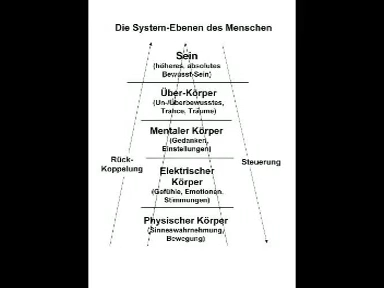 Die System-Ebenen des Menschen
Sein
(höheres, absolutes
Bewusst-Sein)
Über-Körper
(Un-/Überbewusstes,
Trance, Träume)
Mentaler Körper
(Gedanken,
Einstellungen)
Rück-
Koppelung
Steuerung
Elektrischer
Körper
(Gefühle, Emotionen,
Stimmungen)
Physischer Körper
(Sinneswahrnehmung,
Bewegung)